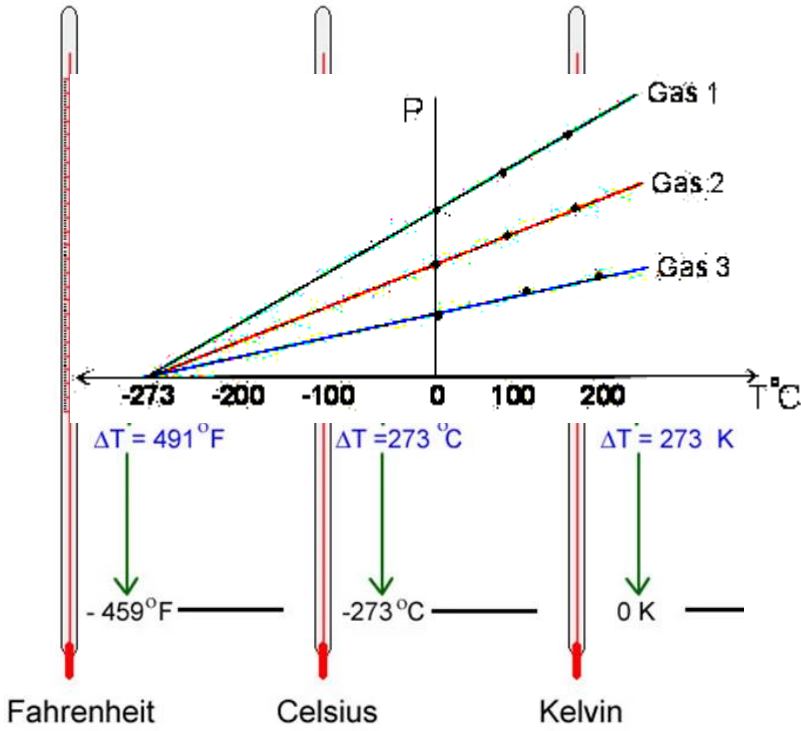 P
Gas 1
Gas 2
Gas 3
-273 -200 -100 0 100 200 T°C
ΔT = 491°F ΔT =273 °C ΔT = 273 K
- 459°F -273°C 0 K
Fahrenheit Celsius Kelvin